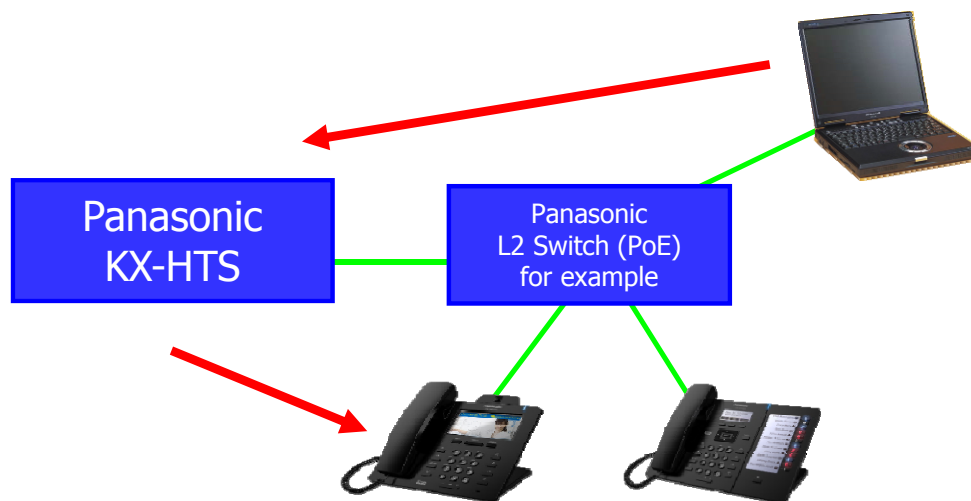 Panasonic
KX-HTS
Panasonic
L2 Switch (PoE)
for example